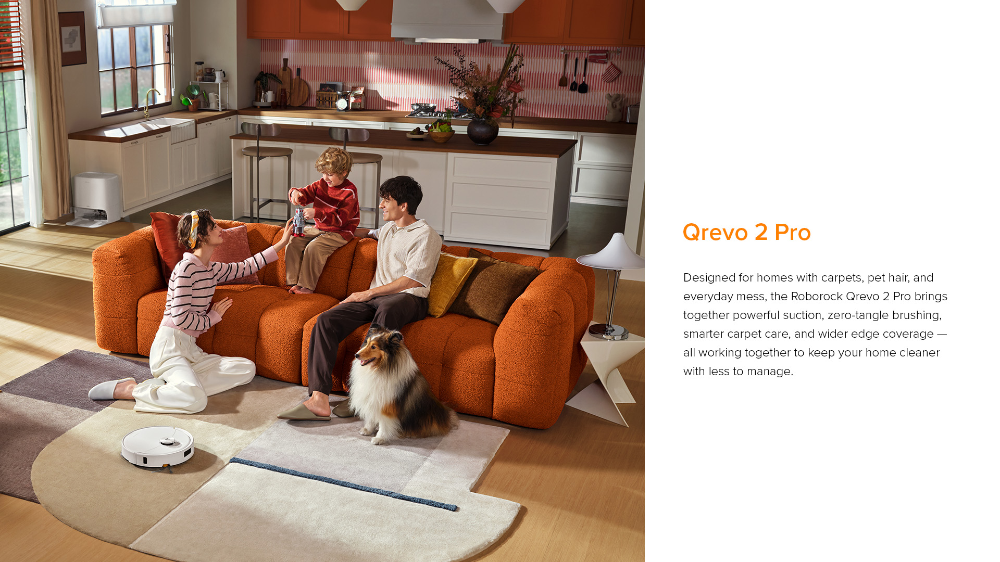 Qrevo 2 Pro
Designed for homes with carpets, pet hair, and
everyday mess, the Roborock Qrevo 2 Pro brings
together powerful suction, zero-tangle brushing,
smarter carpet care, and wider edge coverage —
all working together to keep your home cleaner
with less to manage.